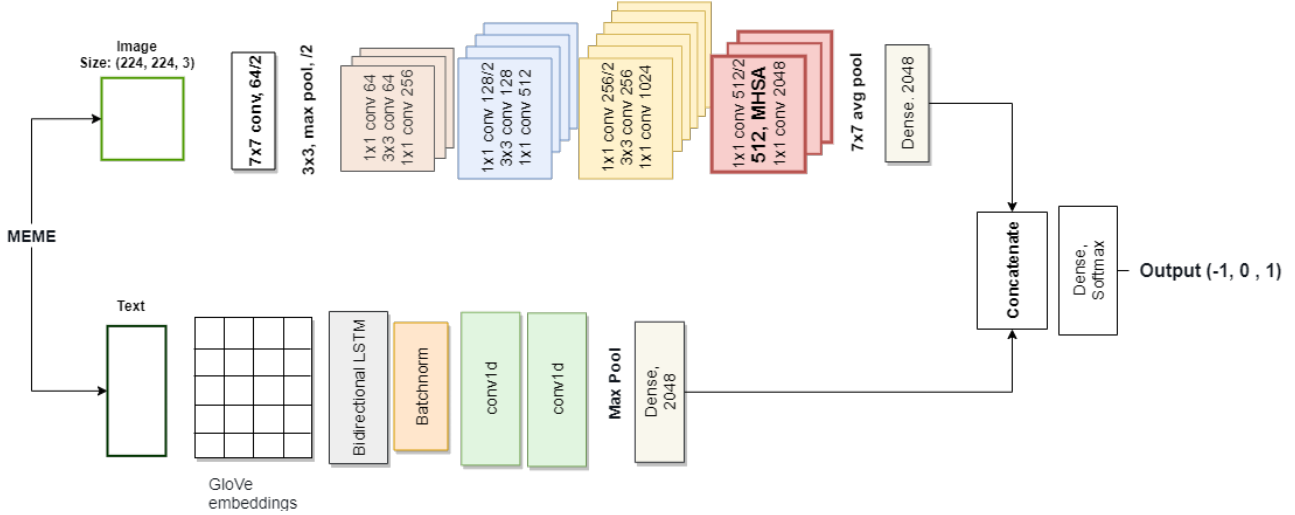 Image
Size: (224, 224, 3)
7x7 conv, 64/2
3x3, max pool, /2
1x1 conv 64
3x3 conv 64
1x1 conv 256
1x1 conv 128/2
3x3 conv 128
1x1 conv 512
1x1 conv 256/2
3x3 conv 256
1x1 conv 1024
1x1 conv 512/2
512, MHSA
1x1 conv 2048
7x7 avg pool
Dense. 2048
MEME
Concatenate
Dense,
Softmax
Output (-1, 0 , 1)
Text
GloVe
embeddings
Bidirectional LSTM
Batchnorm
conv1d
conv1d
Max Pool
Dense,
2048